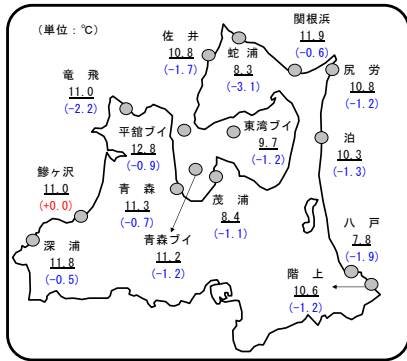 (単位：℃)
佐 井
10.8
(-1.7)
蛇 浦
8.3
(-3.1)
関根浜
11.9
(-0.6)
尻 労
10.8
(-1.2)
竜 飛
11.0
(-2.2)
平舘ブイ
12.8
(-0.9)
東湾ブイ
9.7
(-1.2)
泊
10.3
(-1.3)
鰺ヶ沢
11.0
(+0.0)
青 森
11.3
(-0.7)
茂 浦
8.4
(-1.1)
八 戸
7.8
(-1.9)
深 浦
11.8
(-0.5)
青森ブイ
11.2
(-1.2)
階 上
10.6
(-1.2)